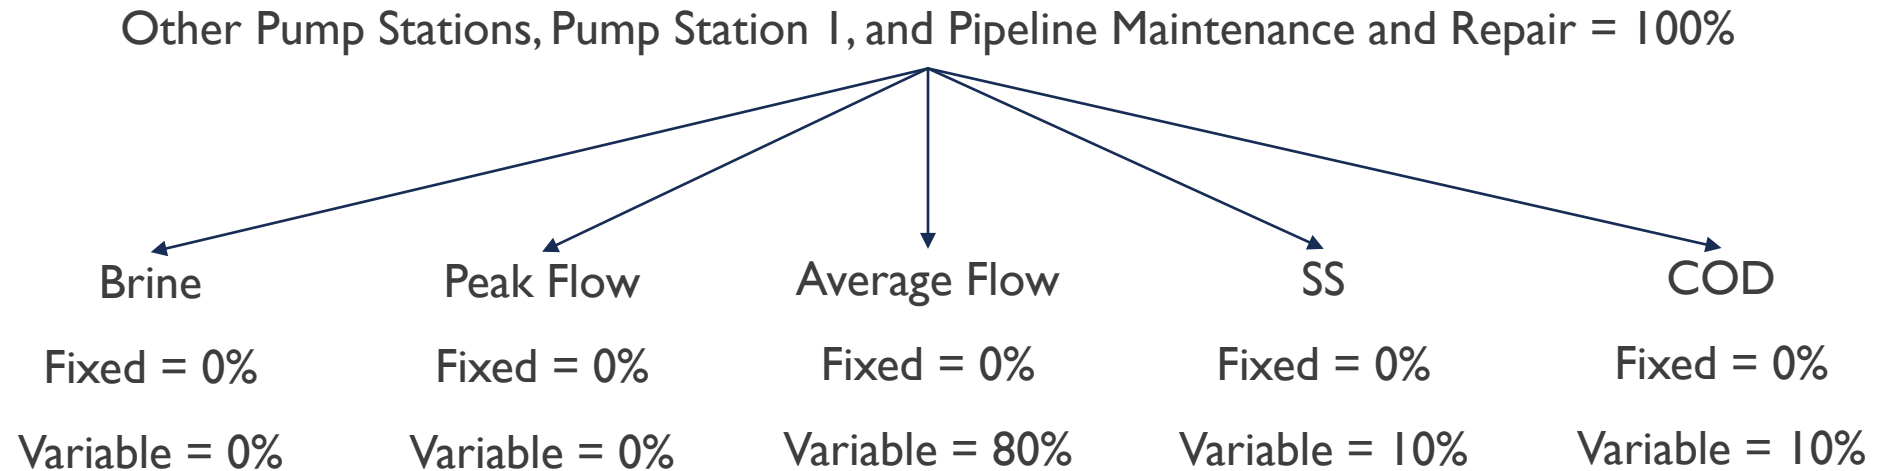 Other Pump Stations, Pump Station 1, and Pipeline Maintenance and Repair = 100%
Brine
Peak Flow
Average Flow
SS
COD
Fixed = 0%
Fixed = 0%
Fixed = 0%
Fixed = 0%
Fixed = 0%
Variable = 0%
Variable = 0%
Variable = 80%
Variable = 10%
Variable = 10%